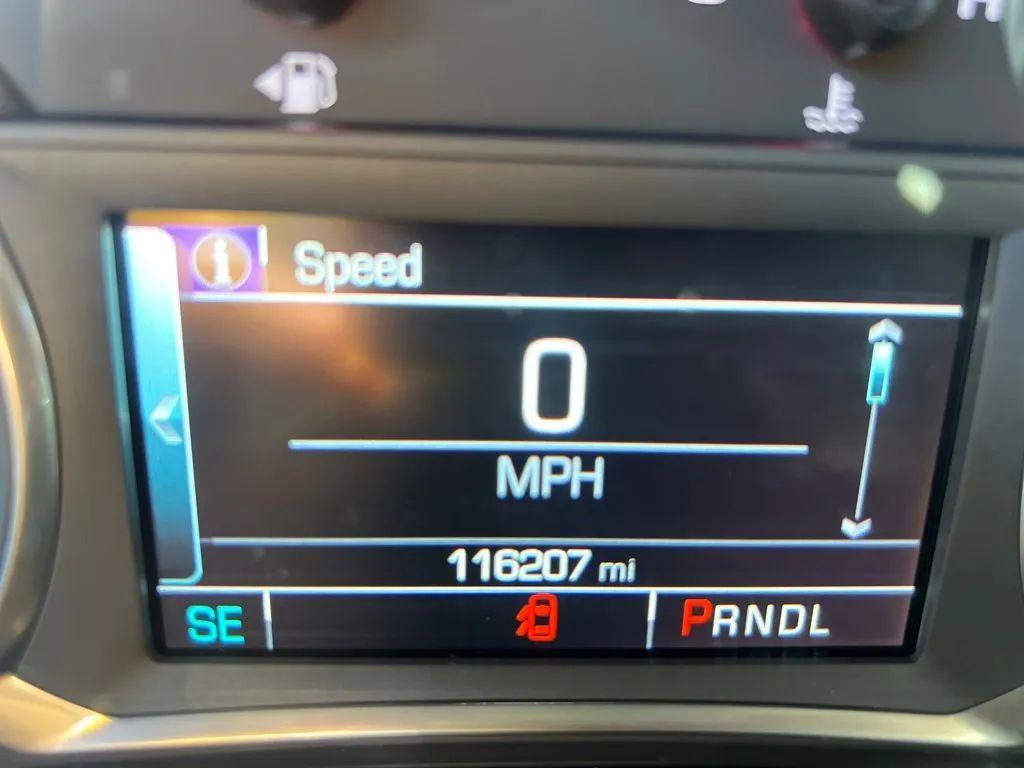 H
i Speed
0
MPH
116207 mi
SE PRNDL